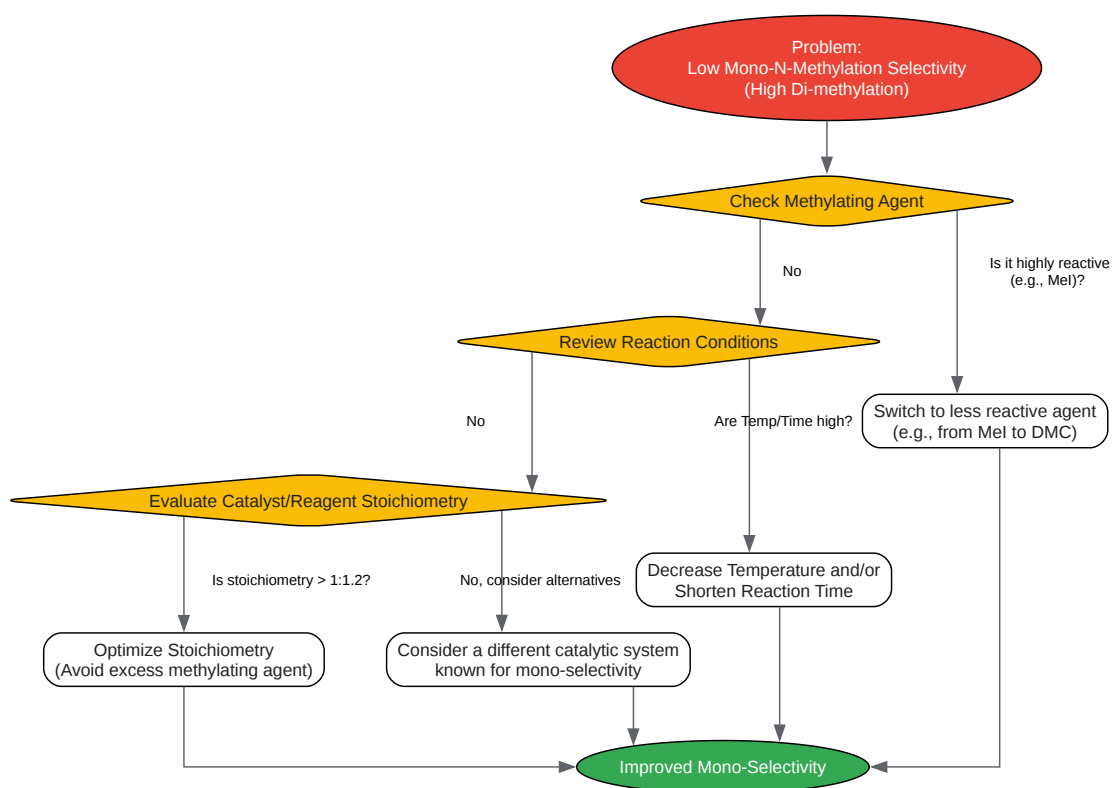 Problem:
Low Mono-N-Methylation Selectivity
(High Di-methylation)
Check Methylating Agent
No
Is it highly reactive
(e.g., MeI)?
Review Reaction Conditions
No
Are Temp/Time high?
Switch to less reactive agent
(e.g., from MeI to DMC)
Evaluate Catalyst/Reagent Stoichiometry
Is stoichiometry > 1:1.2?
No, consider alternatives
Decrease Temperature and/or
Shorten Reaction Time
Optimize Stoichiometry
(Avoid excess methylating agent)
Consider a different catalytic system
known for mono-selectivity
Improved Mono-Selectivity